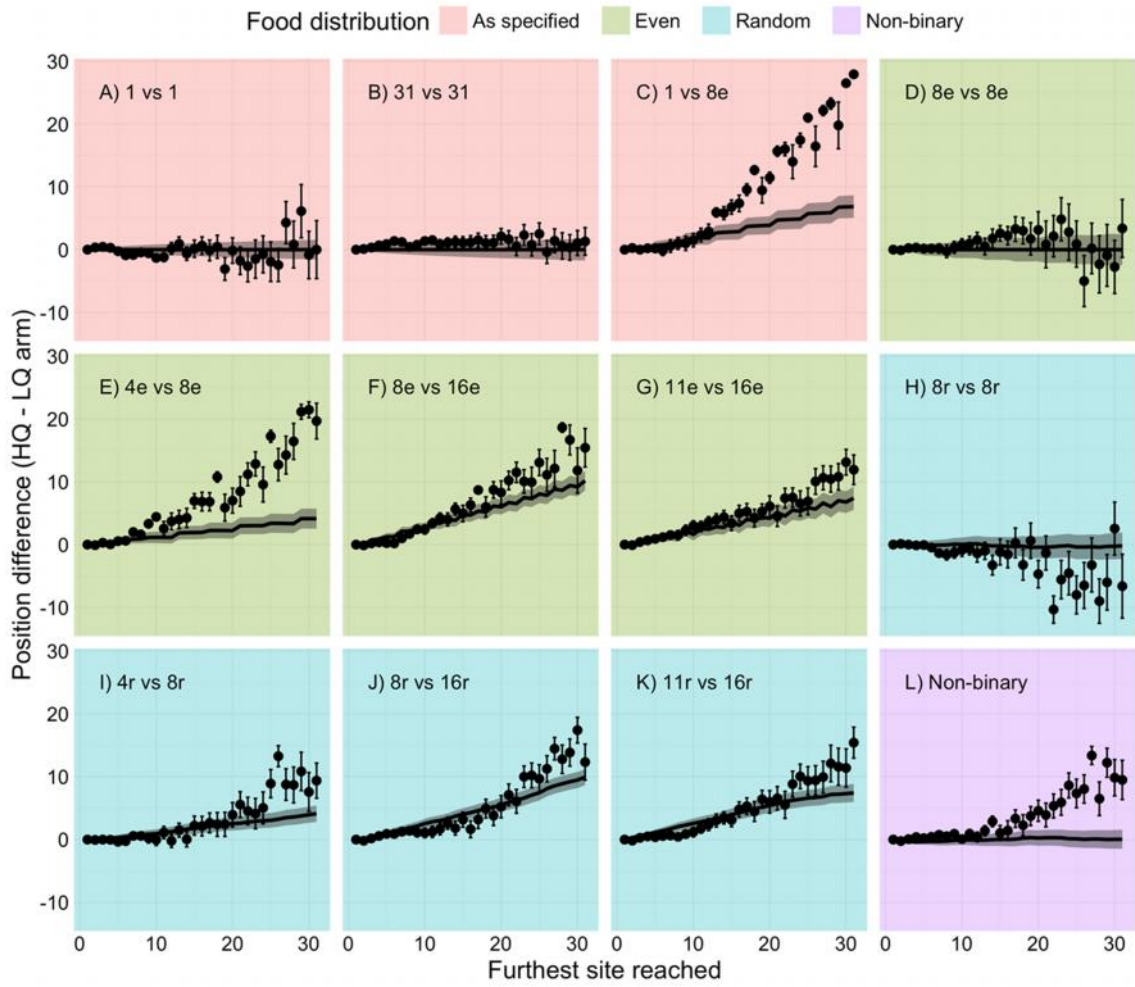 Food distribution As specified Even Random Non-binary
A) 1 vs 1
B) 31 vs 31
C) 1 vs 8e
D) 8e vs 8e
30
20
10
0
-10
E) 4e vs 8e
F) 8e vs 16e
G) 11e vs 16e
H) 8r vs 8r
30
20
10
0
-10
I) 4r vs 8r
J) 8r vs 16r
K) 11r vs 16r
L) Non-binary
30
20
10
0
-10
Position difference (HQ - LQ arm)
0 10 20 30 0 10 20 30 0 10 20 30 0 10 20 30
Furthest site reached